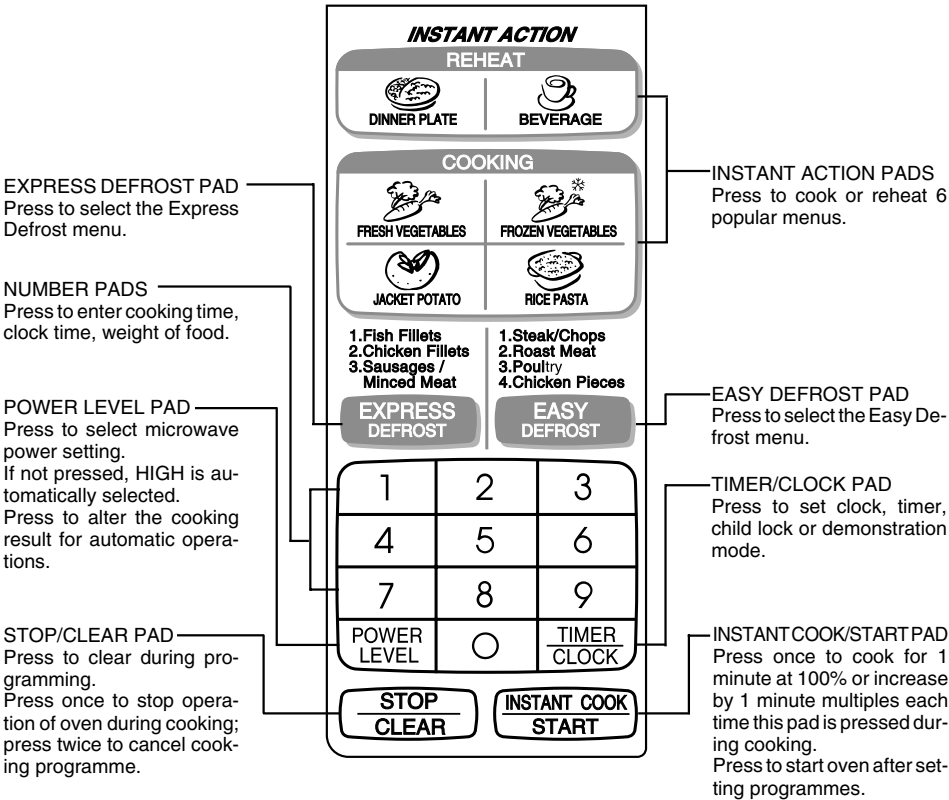 INSTANT ACTION
REHEAT
DINNER PLATE
BEVERAGE
COOKING
FRESH VEGETABLES
FROZEN VEGETABLES
JACKET POTATO
RICE PASTA
1.Fish Fillets
2.Chicken Fillets
3.Sausages /
Minced Meat
1.Steak/Chops
2.Roast Meat
3.Poultry
4.Chicken Pieces
EXPRESS
DEFROST
EASY
DEFROST
1 2 3
4 5 6
7 8 9
POWER
LEVEL
0
TIMER
CLOCK
STOP
CLEAR
INSTANT COOK
START
EXPRESS DEFROST PAD
Press to select the Express
Defrost menu.
NUMBER PADS
Press to enter cooking time,
clock time, weight of food.
POWER LEVEL PAD
Press to select microwave
power setting.
If not pressed, HIGH is au-
tomatically selected.
Press to alter the cooking
result for automatic opera-
tions.
STOP/CLEAR PAD
Press to clear during pro-
gramming.
Press once to stop opera-
tion of oven during cooking;
press twice to cancel cook-
ing programme.
INSTANT ACTION PADS
Press to cook or reheat 6
popular menus.
EASY DEFROST PAD
Press to select the Easy De-
frost menu.
TIMER/CLOCK PAD
Press to set clock, timer,
child lock or demonstration
mode.
INSTANT COOK/START PAD
Press once to cook for 1
minute at 100% or increase
by 1 minute multiples each
time this pad is pressed dur-
ing cooking.
Press to start oven after set-
ting programmes.